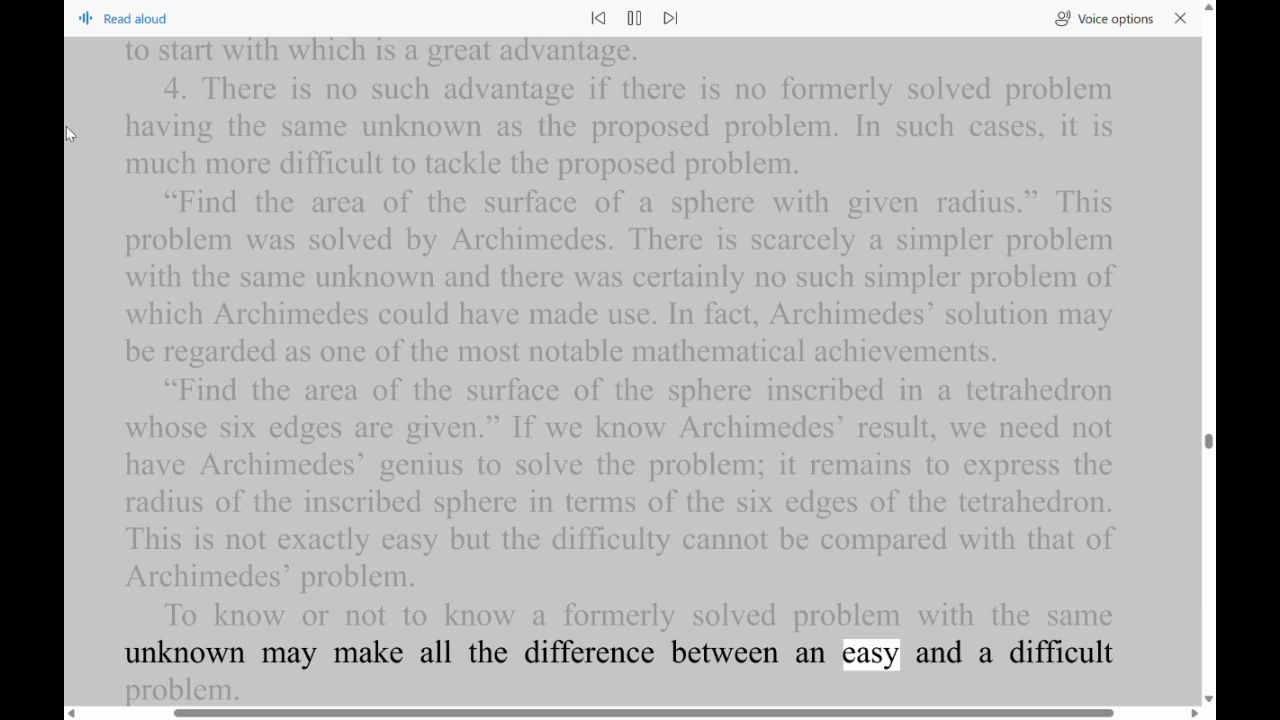 Read aloud
Voice options
to start with which is a great advantage.
4. There is no such advantage if there is no formerly solved problem
having the same unknown as the proposed problem. In such cases, it is
much more difficult to tackle the proposed problem.
“Find the area of the surface of a sphere with given radius.” This
problem was solved by Archimedes. There is scarcely a simpler problem
with the same unknown and there was certainly no such simpler problem of
which Archimedes could have made use. In fact, Archimedes’ solution may
be regarded as one of the most notable mathematical achievements.
“Find the area of the surface of the sphere inscribed in a tetrahedron
whose six edges are given.” If we know Archimedes’ result, we need not
have Archimedes’ genius to solve the problem; it remains to express the
radius of the inscribed sphere in terms of the six edges of the tetrahedron.
This is not exactly easy but the difficulty cannot be compared with that of
Archimedes’ problem.
To know or not to know a formerly solved problem with the same
unknown may make all the difference between an easy and a difficult
problem.